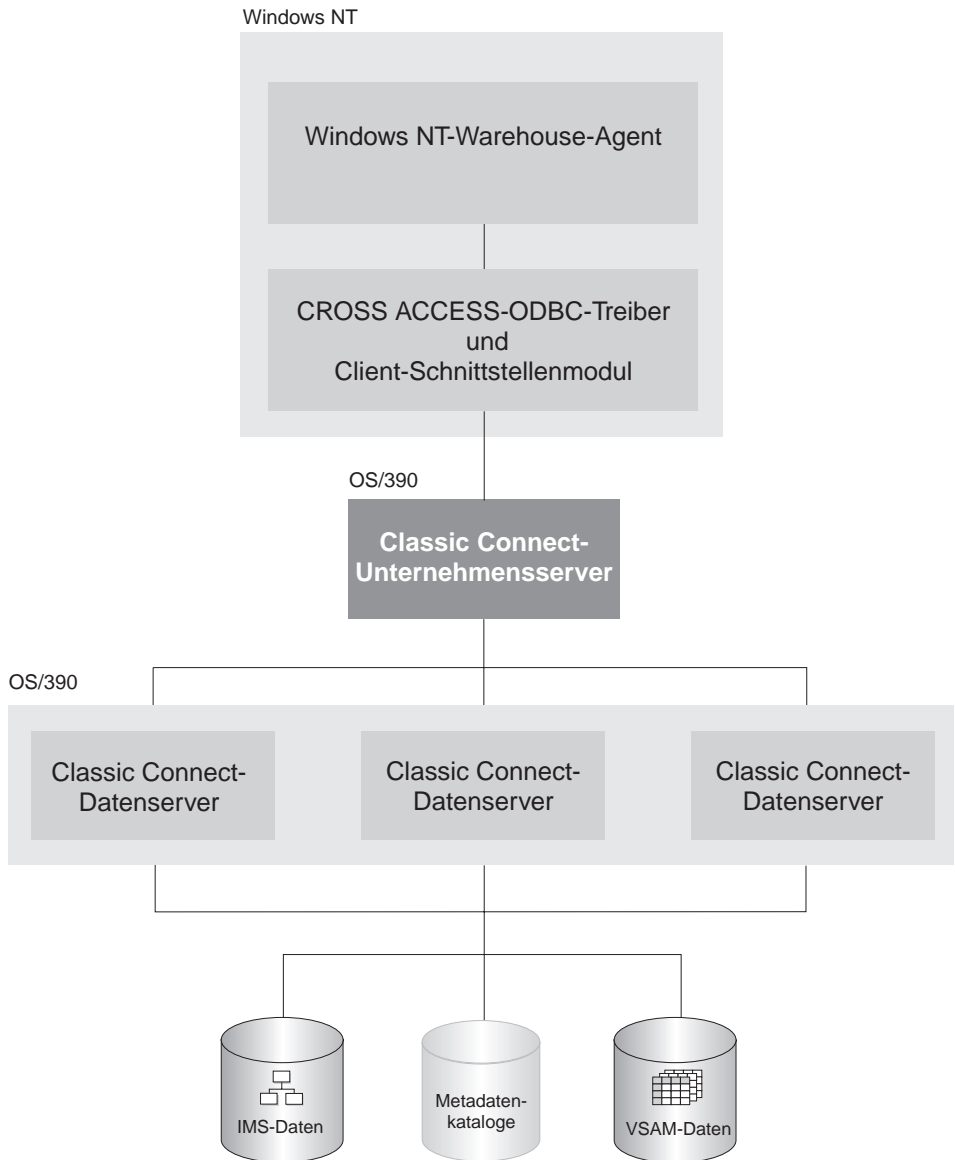 Windows NT
Windows NT-Warehouse-Agent
CROSS ACCESS-ODBC-Treiber
und
Client-Schnittstellenmodul
OS/390
Classic Connect-
Unternehmensserver
OS/390
Classic Connect-
Datenserver
Classic Connect-
Datenserver
Classic Connect-
Datenserver
IMS-Daten
Metadaten-
kataloge
VSAM-Daten